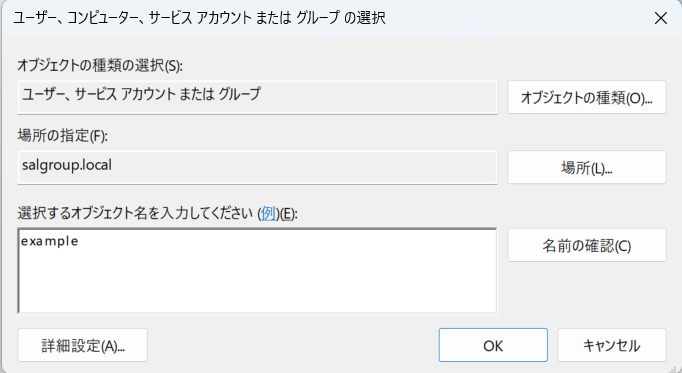 ユーザー、コンピューター、サービス アカウント または グループ の選択
オブジェクトの種類の選択(S):
ユーザー、サービス アカウント または グループ
オブジェクトの種類(O)...
場所の指定(F):
salgroup.local
場所(L)...
選択するオブジェクト名を入力してください (例)(E):
example
名前の確認(C)
詳細設定(A)...
OK
キャンセル